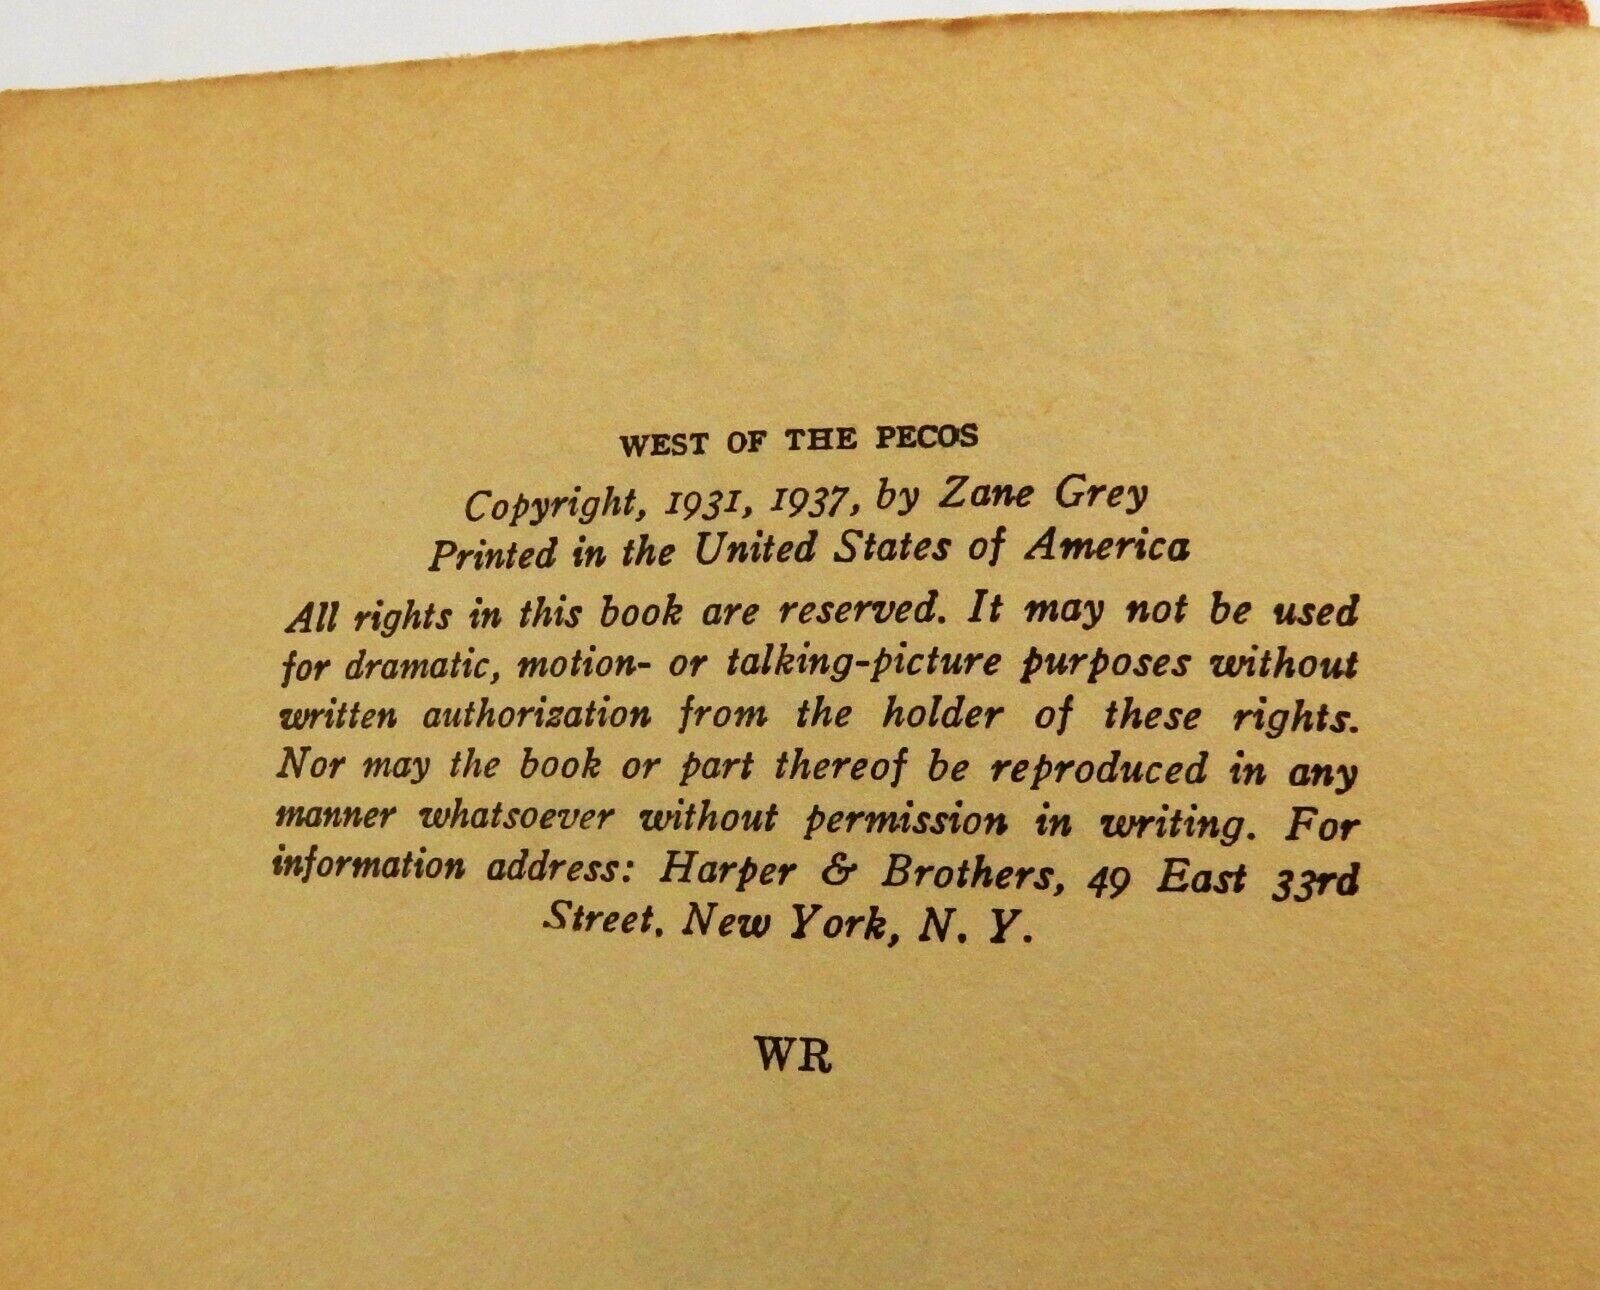 WEST OF THE PECOS
Copyright, 1931, 1937, by Zane Grey
Printed in the United States of America
All rights in this book are reserved. It may not be used
for dramatic, motion- or talking-picture purposes without
written authorization from the holder of these rights.
Nor may the book or part thereof be reproduced in any
manner whatsoever without permission in writing. For
information address: Harper & Brothers, 49 East 33rd
Street, New York, N. Y.
WR